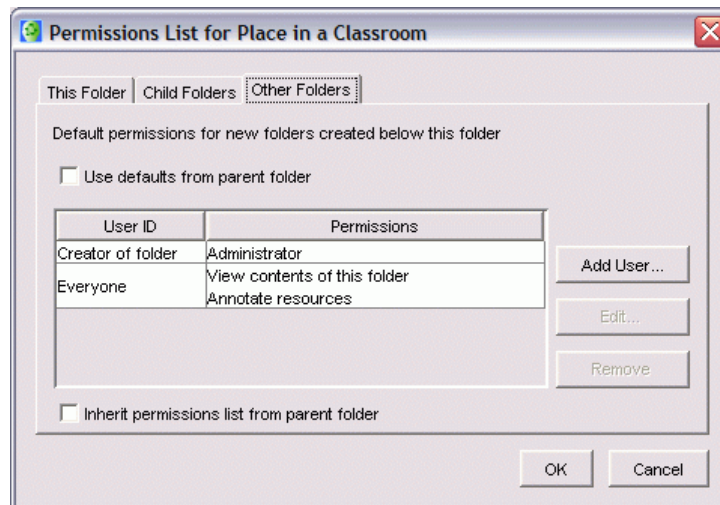 Permissions List for Place in a Classroom
This Folder Child Folders Other Folders
Default permissions for new folders created below this folder
Use defaults from parent folder
User ID Permissions
Creator of folder Administrator
Everyone View contents of this folder
Annotate resources
Add User...
Edit...
Remove
Inherit permissions list from parent folder
OK Cancel